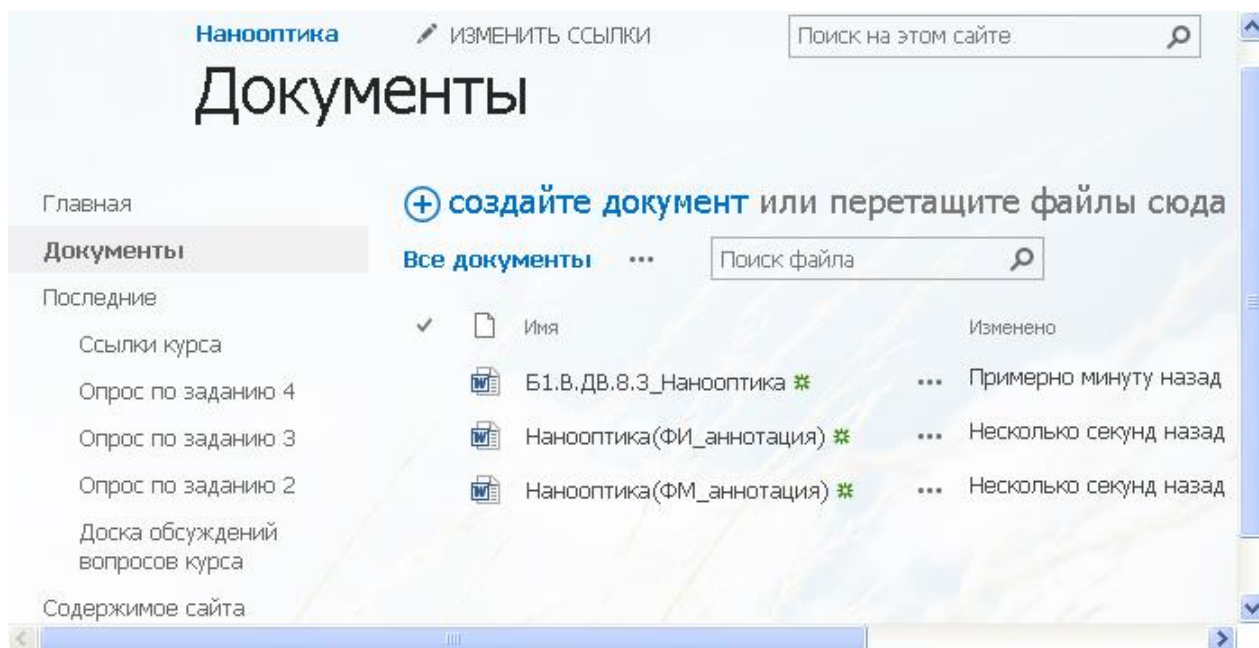 Нанооптика ИЗМЕНИТЬ ССЫЛКИ Поиск на этом сайте
Документы
Главная
Документы
Последние
Ссылки курса
Опрос по заданию 4
Опрос по заданию 3
Опрос по заданию 2
Доска обсуждений
вопросов курса
Содержимое сайта
создайте документ или перетащите файлы сюда
Все документы ... Поиск файла
Имя Изменено
Б1.В.ДВ.8.3_Нанооптика ... Примерно минуту назад
Нанооптика(ФИ_аннотация) ... Несколько секунд назад
Нанооптика(ФМ_аннотация) ... Несколько секунд назад